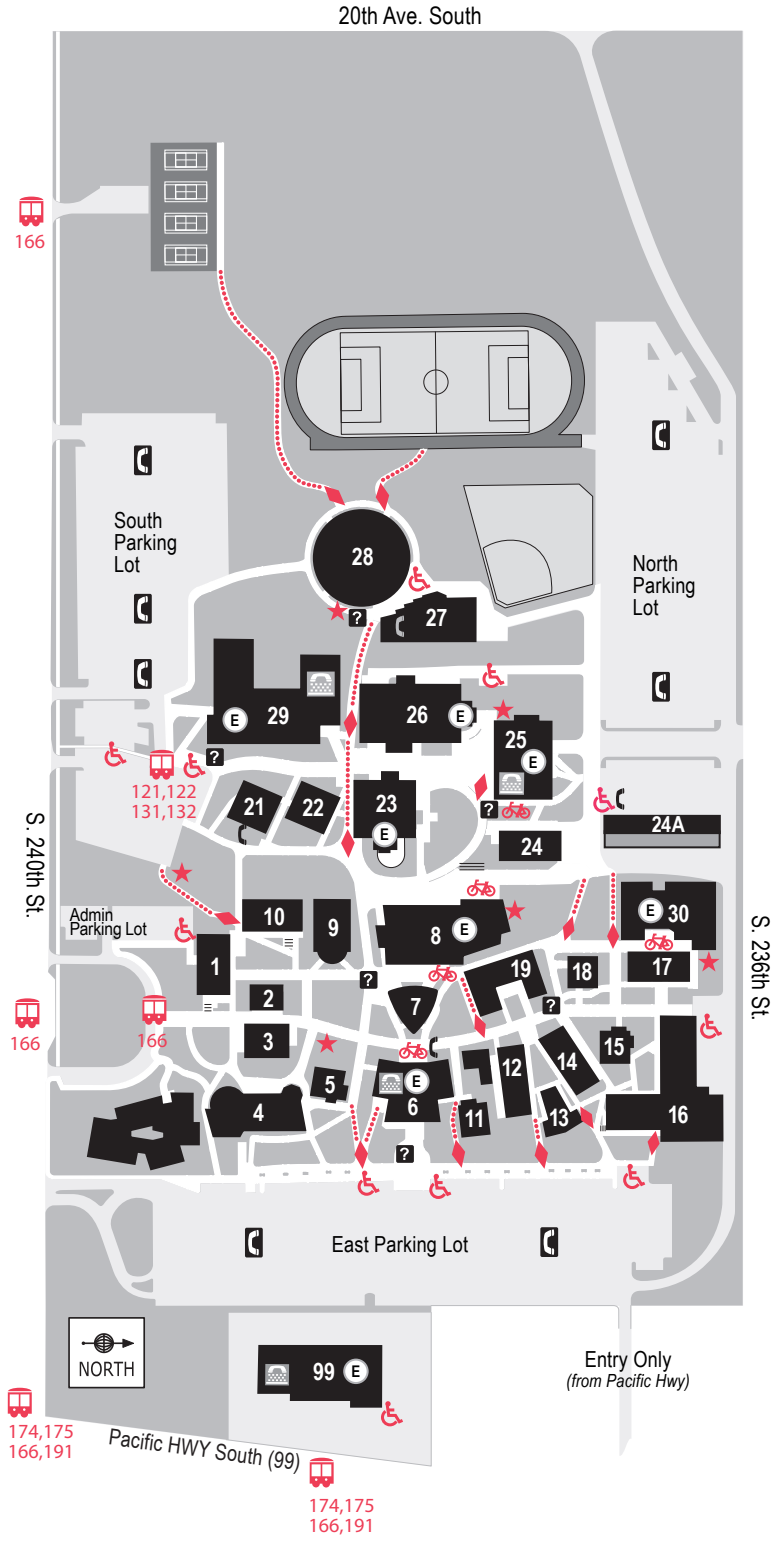 20th Ave. South
166
South
Parking
Lot
28
North
Parking
Lot
?
27
29
E
26
E
25
E
?
121,122
131,132
21
22
23
E
?
24
24A
S. 240th St.
Admin
Parking Lot
10
9
8
E
E
30
S. 236th St.
1
2
?
19
18
17
7
?
166
166
3
5
E
6
12
14
15
4
11
13
16
?
East Parking Lot
NORTH
99
E
Entry Only
(from Pacific Hwy)
174,175
166,191
Pacific HWY South (99)
174,175
166,191